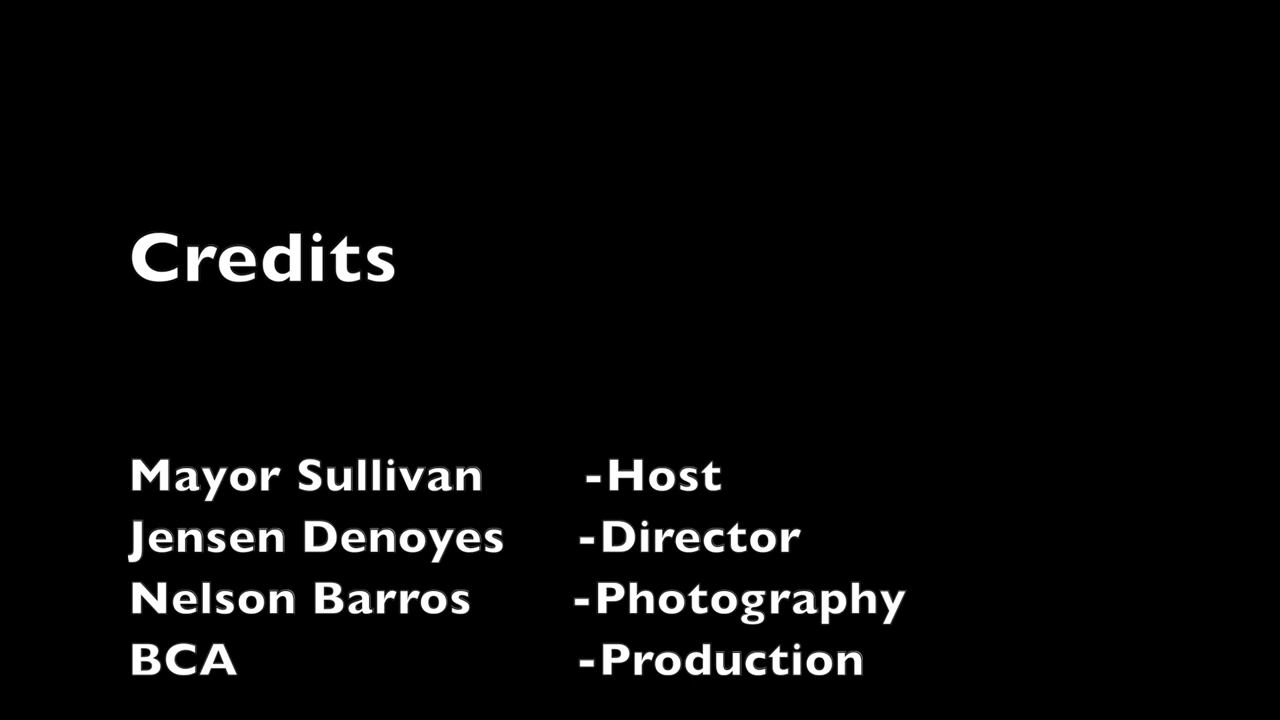 Credits
Mayor Sullivan -Host
Jensen Denoyes -Director
Nelson Barros -Photography
BCA -Production